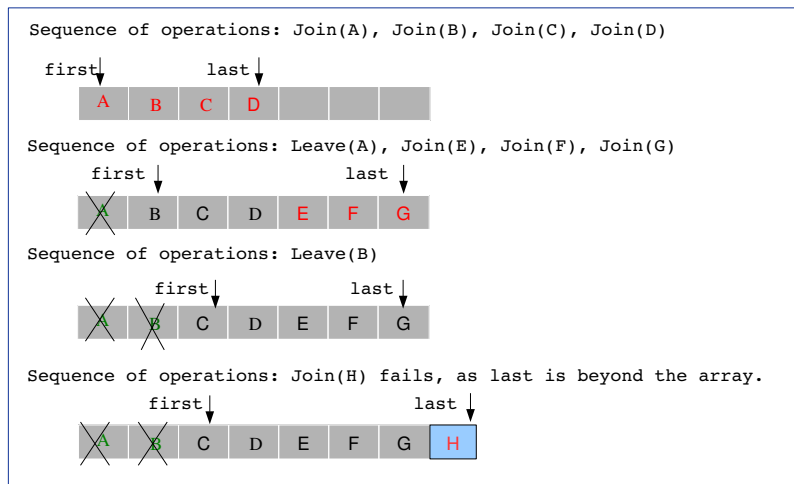 Sequence of operations: Join(A), Join(B), Join(C), Join(D)
first last
A B C D
Sequence of operations: Leave(A), Join(E), Join(F), Join(G)
first last
A B C D E F G
Sequence of operations: Leave(B)
first last
A B C D E F G
Sequence of operations: Join(H) fails, as last is beyond the array.
first last
A B C D E F G H